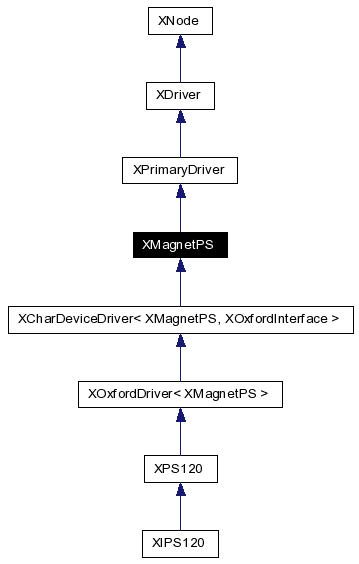 XNode
XDriver
XPrimaryDriver
XMagnetPS
XCharDeviceDriver< XMagnetPS, XOxfordInterface >
XOxfordDriver< XMagnetPS >
XPS120
XIPS120